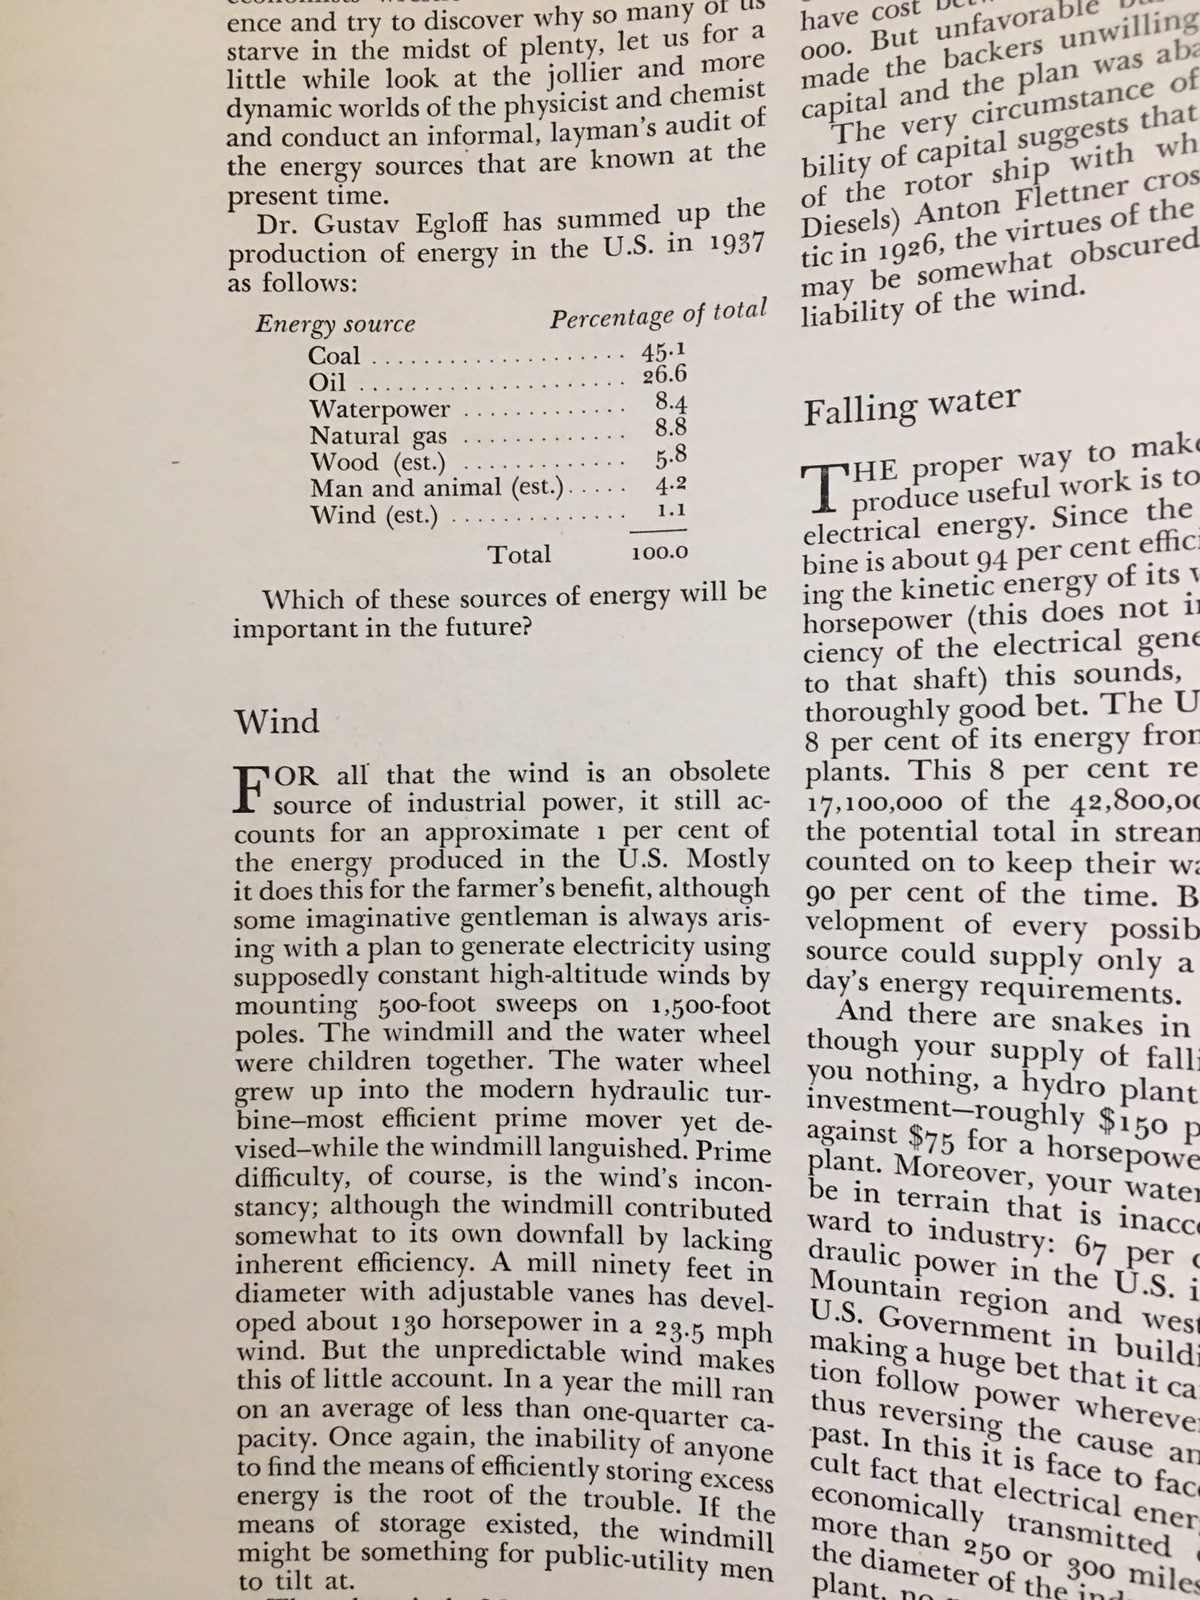 ence and try to discover why so many of us
starve in the midst of plenty, let us for a
little while look at the jollier and more
dynamic worlds of the physicist and chemist
and conduct an informal, layman's audit of
the energy sources that are known at the
present time.
Dr. Gustav Egloff has summed up the
production of energy in the U.S. in 1937
as follows:
Energy source Percentage of total
Coal .................... 45.1
Oil ...................... 26.6
Waterpower ............. 8.4
Natural gas ............. 8.8
Wood (est.) ............. 5.8
Man and animal (est.)..... 4.2
Wind (est.) .............. 1.1
Total 100.0
Which of these sources of energy will be
important in the future?
Wind
FOR all that the wind is an obsolete
source of industrial power, it still ac-
counts for an approximate 1 per cent of
the energy produced in the U.S. Mostly
it does this for the farmer's benefit, although
some imaginative gentleman is always aris-
ing with a plan to generate electricity using
supposedly constant high-altitude winds by
mounting 500-foot sweeps on 1,500-foot
poles. The windmill and the water wheel
were children together. The water wheel
grew up into the modern hydraulic tur-
bine—most efficient prime mover yet de-
vised—while the windmill languished. Prime
difficulty, of course, is the wind's incon-
stancy; although the windmill contributed
somewhat to its own downfall by lacking
inherent efficiency. A mill ninety feet in
diameter with adjustable vanes has devel-
oped about 130 horsepower in a 23.5 mph
wind. But the unpredictable wind makes
this of little account. In a year the mill ran
on an average of less than one-quarter ca-
pacity. Once again, the inability of anyone
to find the means of efficiently storing excess
energy is the root of the trouble. If the
means of storage existed, the windmill
might be something for public-utility men
to tilt at.
have cost
000. But unfavorable
made the backers unwilling
capital and the plan was aba
The very circumstance of
bility of capital suggests that
of the rotor ship with wh
Diesels) Anton Flettner cros
tic in 1926, the virtues of the
may be somewhat obscured
liability of the wind.
Falling water
THE proper way to make
produce useful work is to
electrical energy. Since the
bine is about 94 per cent effici
ing the kinetic energy of its
horsepower (this does not i
ciency of the electrical gene
to that shaft) this sounds,
thoroughly good bet. The U
8 per cent of its energy from
plants. This 8 per cent re
17,100,000 of the 42,800,00
the potential total in stream
counted on to keep their wa
90 per cent of the time. B
velopment of every possib
source could supply only a
day's energy requirements.
And there are snakes in
though your supply of falli
you nothing, a hydro plant
investment—roughly $150 p
against $75 for a horsepowe
plant. Moreover, your water
be in terrain that is inacce
ward to industry: 67 per c
draulic power in the U.S. i
Mountain region and west
U.S. Government in buildi
making a huge bet that it ca
tion follow power whereve
thus reversing the cause an
past. In this it is face to face
cult fact that electrical ener
economically transmitted
more than 250 or 300 miles
the diameter of the
plant, no